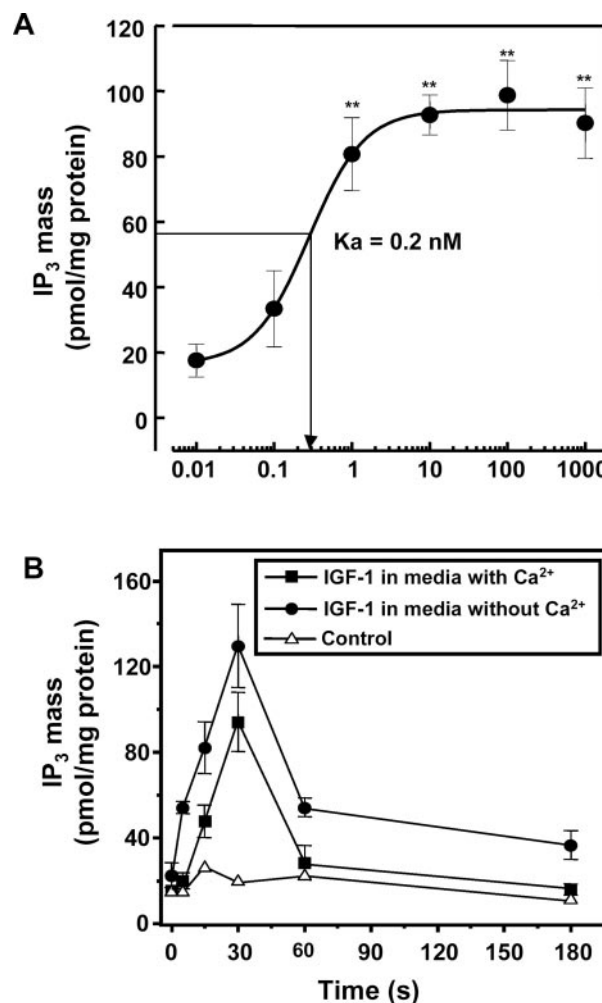 A
IP₃ mass
(pmol/mg protein)
120
100
80
60
40
20
0
**
**
**
**
Ka = 0.2 nM
0.01 0.1 1 10 100 1000
B
IP₃ mass
(pmol/mg protein)
160
120
80
40
0
IGF-1 in media with Ca²⁺
IGF-1 in media without Ca²⁺
Control
0 30 60 90 120 150 180
Time (s)